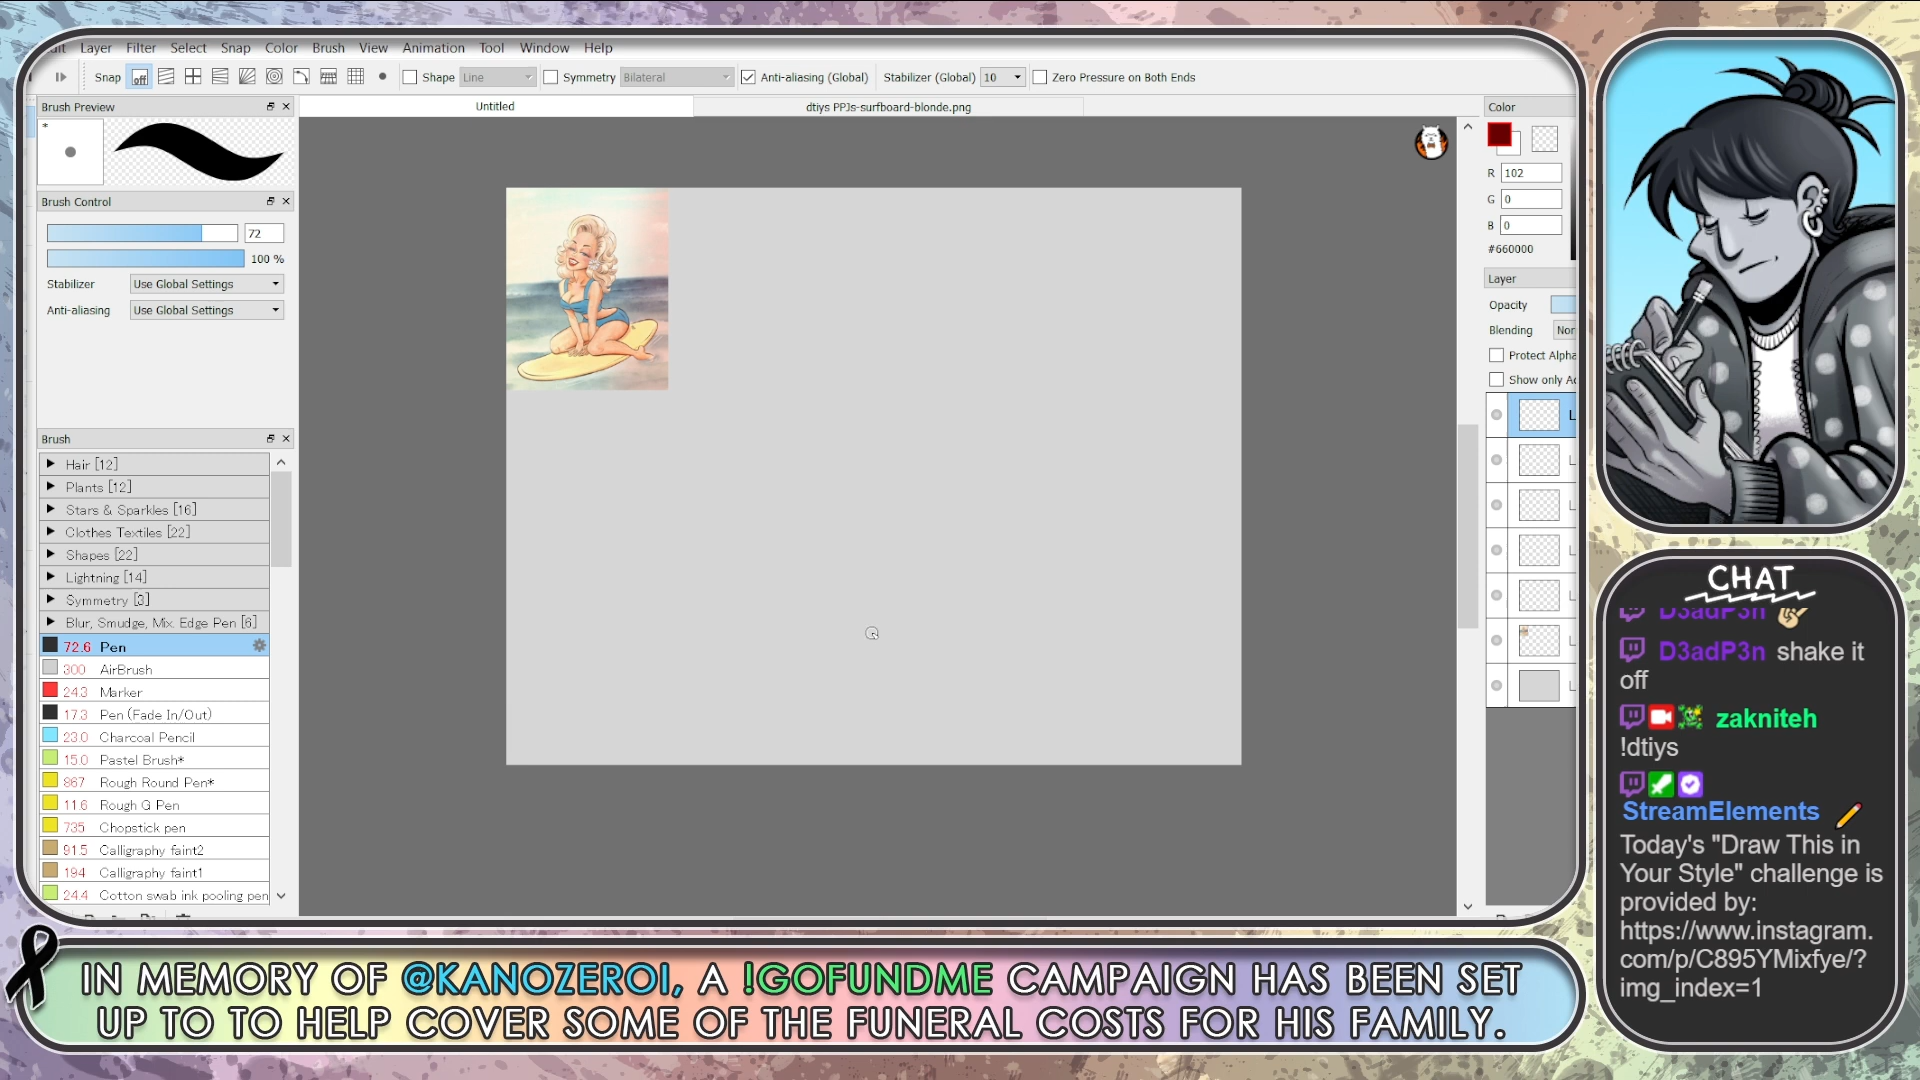 Layer Filter Select Snap Color Brush View Animation Tool Window Help
Snap off Shape Line Symmetry Bilateral Anti-aliasing (Global) Stabilizer (Global) 10 Zero Pressure on Both Ends
Brush Preview
Untitled
dtiys PPJs-surfboard-blonde.png
Color
*
R 102
G 0
B 0
#660000
Brush Control
72
100 %
Stabilizer Use Global Settings
Anti-aliasing Use Global Settings
Layer
Opacity
Blending Nor
Protect Alpha
Show only Ac
Brush
Hair [12]
Plants [12]
Stars & Sparkles [16]
Clothes Textiles [22]
Shapes [22]
Lightning [14]
Symmetry [3]
Blur, Smudge, Mix. Edge Pen [6]
72.6 Pen
300 AirBrush
24.3 Marker
17.3 Pen (Fade In/Out)
23.0 Charcoal Pencil
15.0 Pastel Brush*
867 Rough Round Pen*
11.6 Rough G Pen
735 Chopstick pen
91.5 Calligraphy faint2
194 Calligraphy faint1
24.4 Cotton swab ink pooling pen
CHAT
D3adP3n
D3adP3n shake it
off
zakniteh
!dtiys
StreamElements
Today's "Draw This in
Your Style" challenge is
provided by:
https://www.instagram.
com/p/C895YMixfye/?
img_index=1
IN MEMORY OF @KANOZEROI, A !GOFUNDME CAMPAIGN HAS BEEN SET
UP TO TO HELP COVER SOME OF THE FUNERAL COSTS FOR HIS FAMILY.